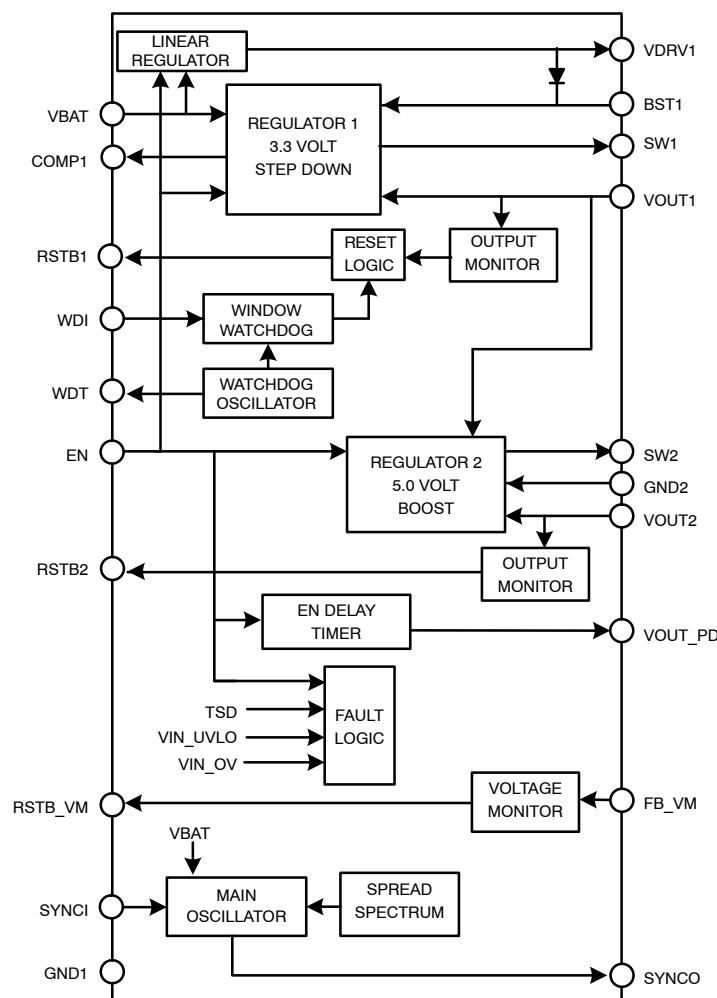 LINEAR
REGULATOR
VDRV1
VBAT
BST1
REGULATOR 1
3.3 VOLT
STEP DOWN
COMP1
SW1
VOUT1
RSTB1
RESET
LOGIC
OUTPUT
MONITOR
WDI
WINDOW
WATCHDOG
WDT
WATCHDOG
OSCILLATOR
EN
REGULATOR 2
5.0 VOLT
BOOST
SW2
GND2
VOUT2
RSTB2
OUTPUT
MONITOR
EN DELAY
TIMER
VOUT_PD
TSD
VIN_UVLO
VIN_OV
FAULT
LOGIC
RSTB_VM
VOLTAGE
MONITOR
FB_VM
VBAT
SYNCI
MAIN
OSCILLATOR
SPREAD
SPECTRUM
GND1
SYNCO